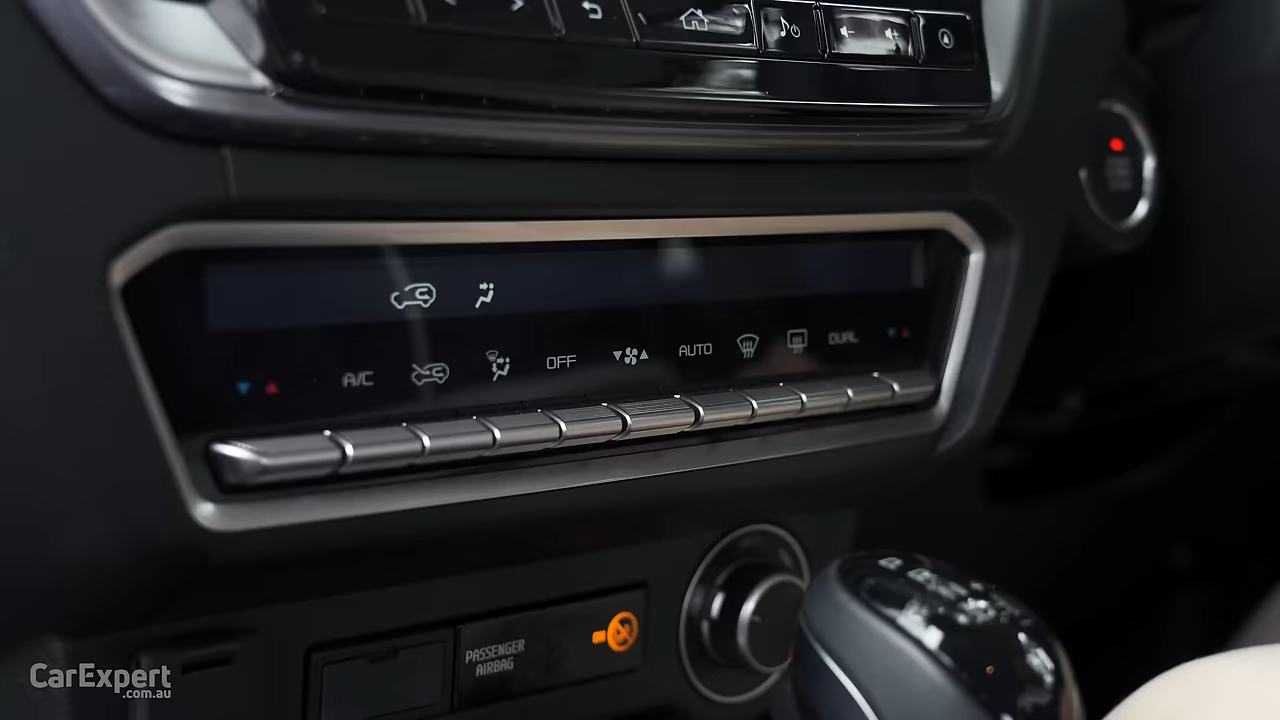 A/C
OFF
AUTO
DUAL
PASSENGER
AIRBAG
CarExpert
.com.au